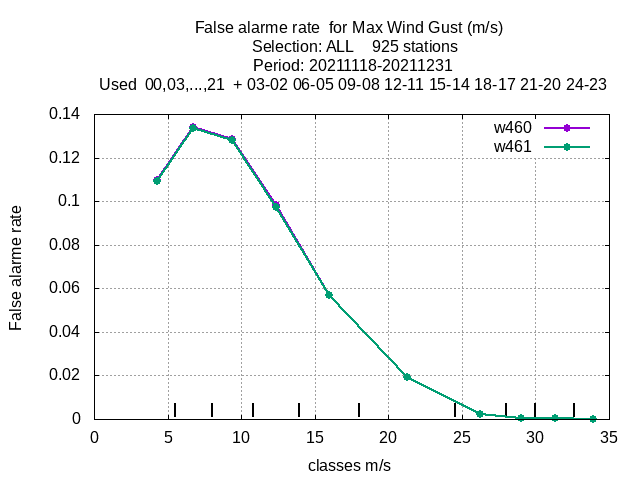 False alarme rate  for Max Wind Gust (m/s)
Selection: ALL    925 stations
Period: 20211118-20211231
Used  00,03,...,21  + 03-02 06-05 09-08 12-11 15-14 18-17 21-20 24-23
w460
w461
False alarme rate
0.14
0.12
0.1
0.08
0.06
0.04
0.02
0
0 5 10 15 20 25 30 35
classes m/s